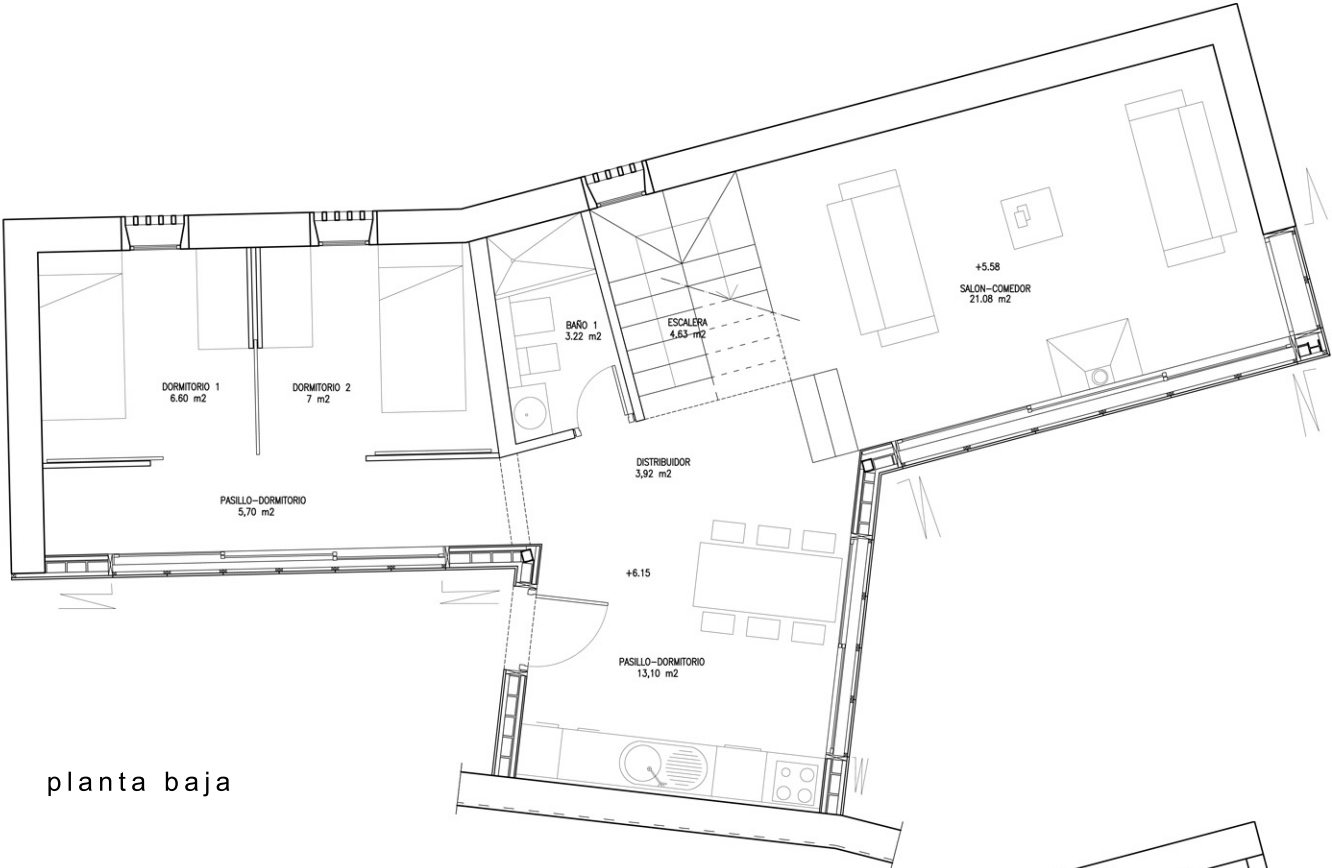 +5.58
SALON-COMEDOR
21.08 m2
BAÑO 1
3.22 m2
ESCALERA
4.63 m2
DORMITORIO 1
6.60 m2
DORMITORIO 2
7 m2
DISTRIBUIDOR
3,92 m2
PASILLO-DORMITORIO
5,70 m2
+6.15
PASILLO-DORMITORIO
13,10 m2
planta baja